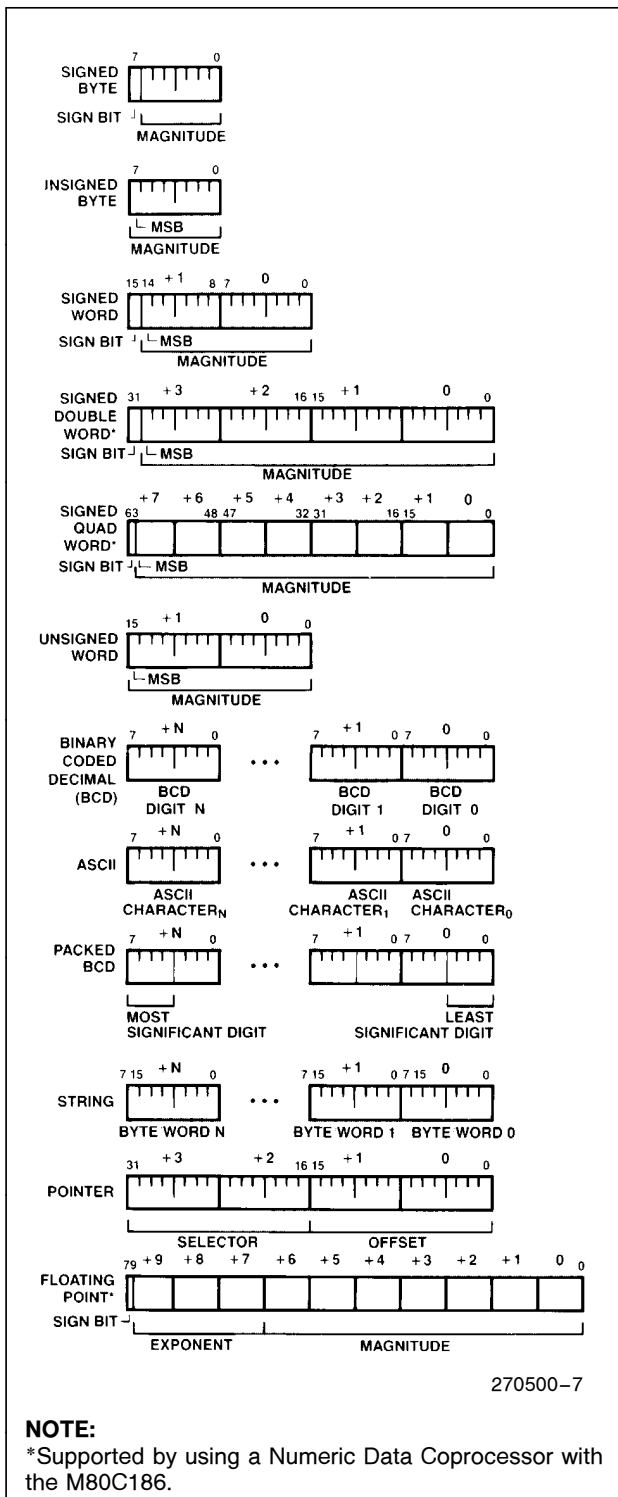 7 0
SIGNED
BYTE
SIGN BIT
MAGNITUDE
7 0
UNSIGNED
BYTE
MSB
MAGNITUDE
15 14 +1 8 7 0 0
SIGNED
WORD
SIGN BIT MSB
MAGNITUDE
SIGNED 31 +3 +2 16 15 +1 0 0
DOUBLE
WORD*
SIGN BIT MSB
MAGNITUDE
+7 +6 +5 +4 +3 +2 +1 0
SIGNED 63 48 47 32 31 16 15 0
QUAD
WORD*
SIGN BIT MSB
MAGNITUDE
15 +1 0 0
UNSIGNED
WORD
MSB
MAGNITUDE
BINARY 7 +N 0 7 +1 0 7 0 0
CODED • • •
DECIMAL
(BCD)
BCD BCD BCD
DIGIT N DIGIT 1 DIGIT 0
7 +N 0 7 +1 0 7 0 0
ASCII • • •
ASCII ASCII ASCII
CHARACTERN CHARACTER1 CHARACTER0
7 +N 0 7 +1 0 7 0 0
PACKED
BCD • • •
MOST LEAST
SIGNIFICANT DIGIT SIGNIFICANT DIGIT
7 15 +N 0 7 15 +1 0 7 15 0 0
STRING • • •
BYTE WORD N BYTE WORD 1 BYTE WORD 0
31 +3 +2 16 15 +1 0 0
POINTER
SELECTOR OFFSET
79 +9 +8 +7 +6 +5 +4 +3 +2 +1 0 0
FLOATING
POINT*
SIGN BIT
EXPONENT MAGNITUDE
270500–7
NOTE:
*Supported by using a Numeric Data Coprocessor with
the M80C186.